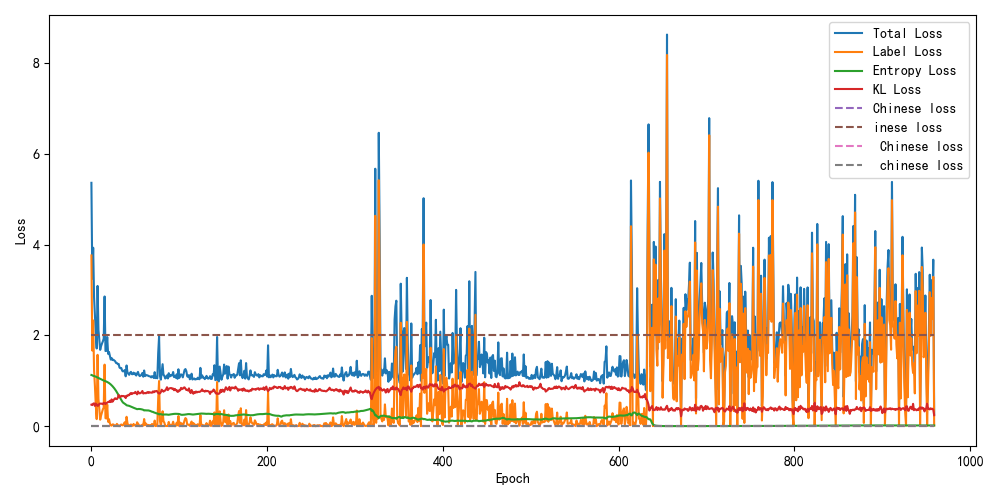 Total Loss
Label Loss
Entropy Loss
KL Loss
Chinese loss
inese loss
Chinese loss
chinese loss
8
6
4
2
0
Loss
0
200
400
600
800
1000
Epoch